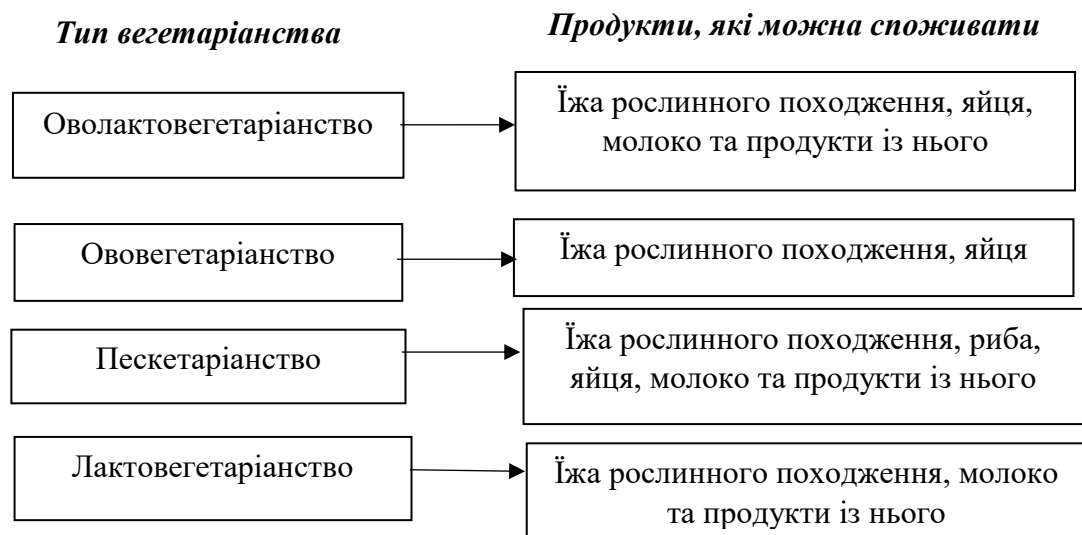 Тип вегетаріанства
Продукти, які можна споживати
Оволактовегетаріанство
Їжа рослинного походження, яйця,
молоко та продукти із нього
Ововегетаріанство
Їжа рослинного походження, яйця
Пескетаріанство
Їжа рослинного походження, риба,
яйця, молоко та продукти із нього
Лактовегетаріанство
Їжа рослинного походження, молоко
та продукти із нього